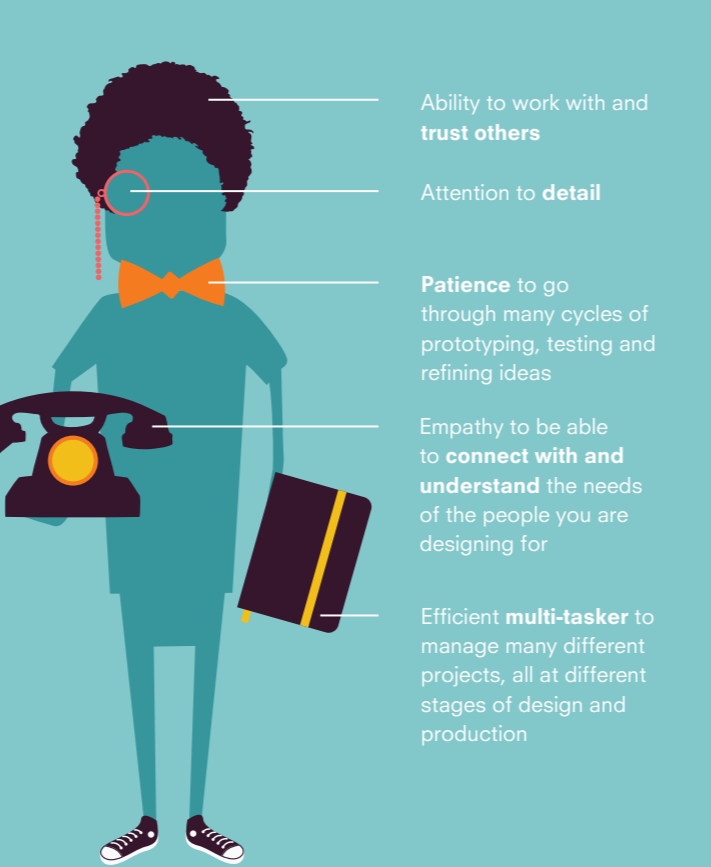 Ability to work with and
trust others
Attention to detail
Patience to go
through many cycles of
prototyping, testing and
refining ideas
Empathy to be able
to connect with and
understand the needs
of the people you are
designing for
Efficient multi-tasker to
manage many different
projects, all at different
stages of design and
production